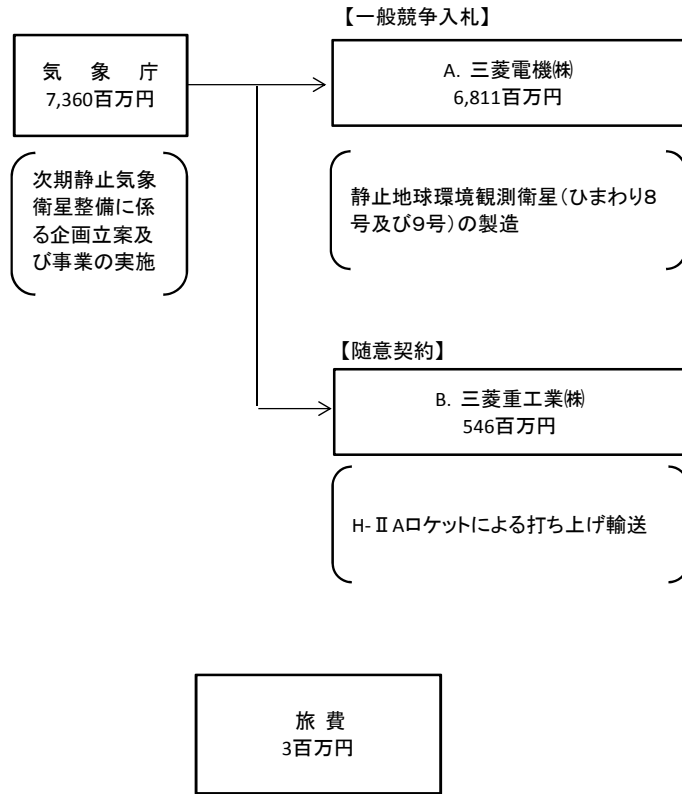 【一般競争入札】
気 象 庁
7,360百万円
A. 三菱電機㈱
6,811百万円
次期静止気象
衛星整備に係
る企画立案及
び事業の実施
静止地球環境観測衛星(ひまわり8
号及び9号)の製造
【随意契約】
B. 三菱重工業㈱
546百万円
H-ⅡAロケットによる打ち上げ輸送
旅 費
3百万円